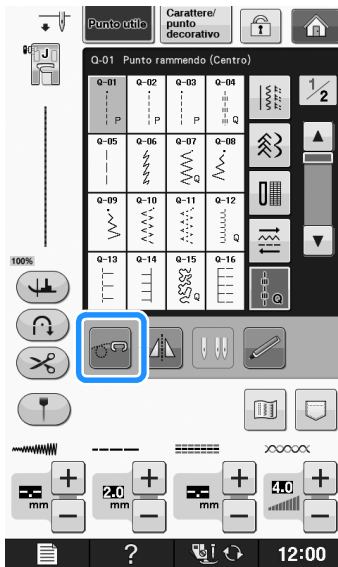 Punto utile
Carattere/
punto
decorativo
J
Q-01 Punto rammendo (Centro)
1/2
Q-01 Q-02 Q-03 Q-04
P P P Q
Q-05 Q-06 Q-07 Q-08
Q
Q-09 Q-10 Q-11 Q-12
Q
Q-13 Q-14 Q-15 Q-16
Q
Q
100%
-.- 2.0 -.- 4.0
mm mm mm
+ + + +
− − − −
? 12:00